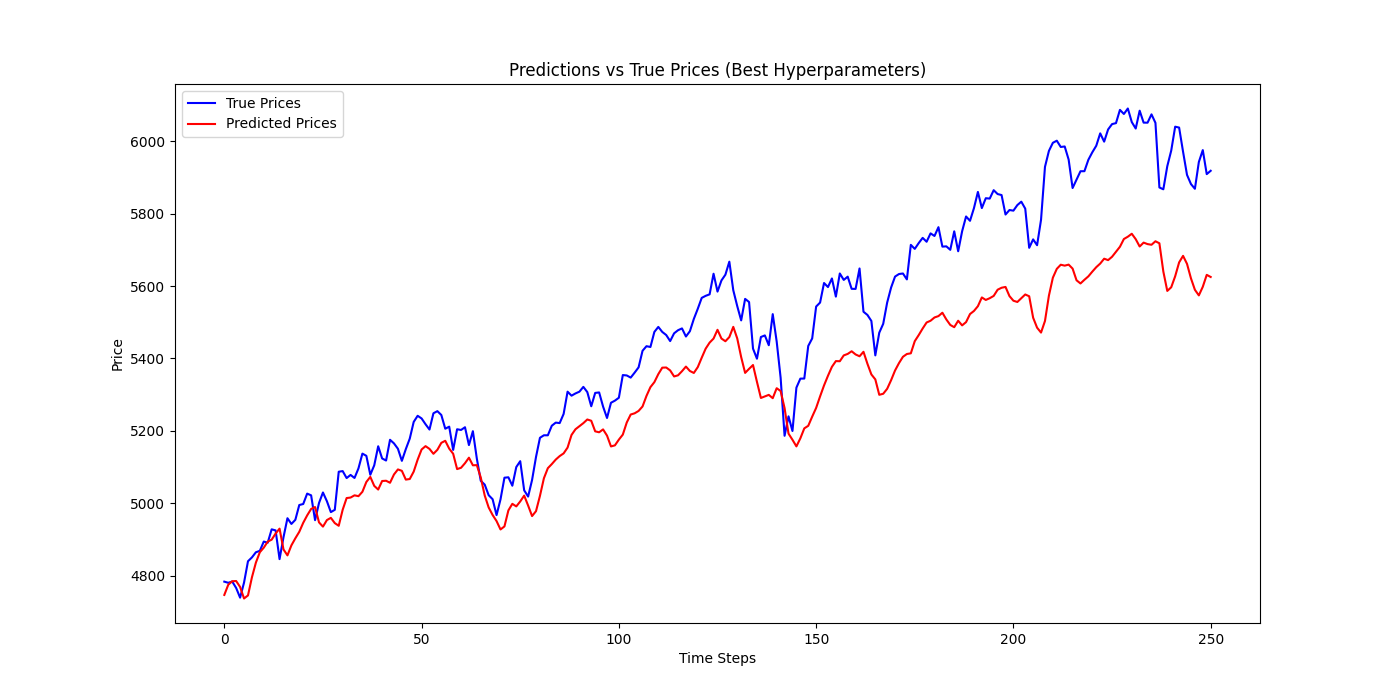 Predictions vs True Prices (Best Hyperparameters)
True Prices
Predicted Prices
Price
6000
5800
5600
5400
5200
5000
4800
0 50 100 150 200 250
Time Steps